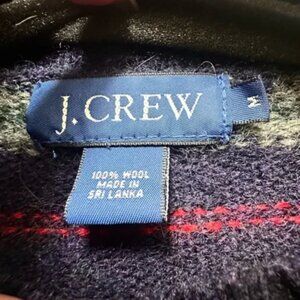 J.CREW
M
100% WOOL
MADE IN
SRI LANKA